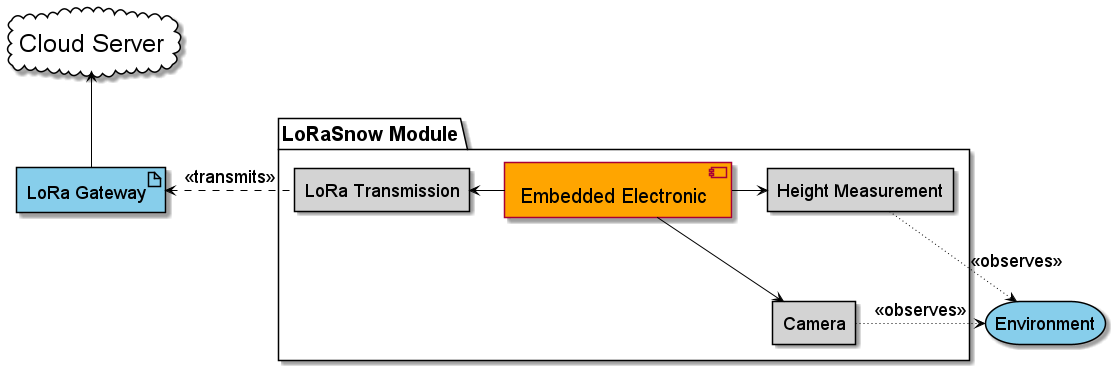 Cloud Server
LoRaSnow Module
LoRa Gateway
«transmits»
LoRa Transmission
Embedded Electronic
Height Measurement
«observes»
Camera
«observes»
Environment